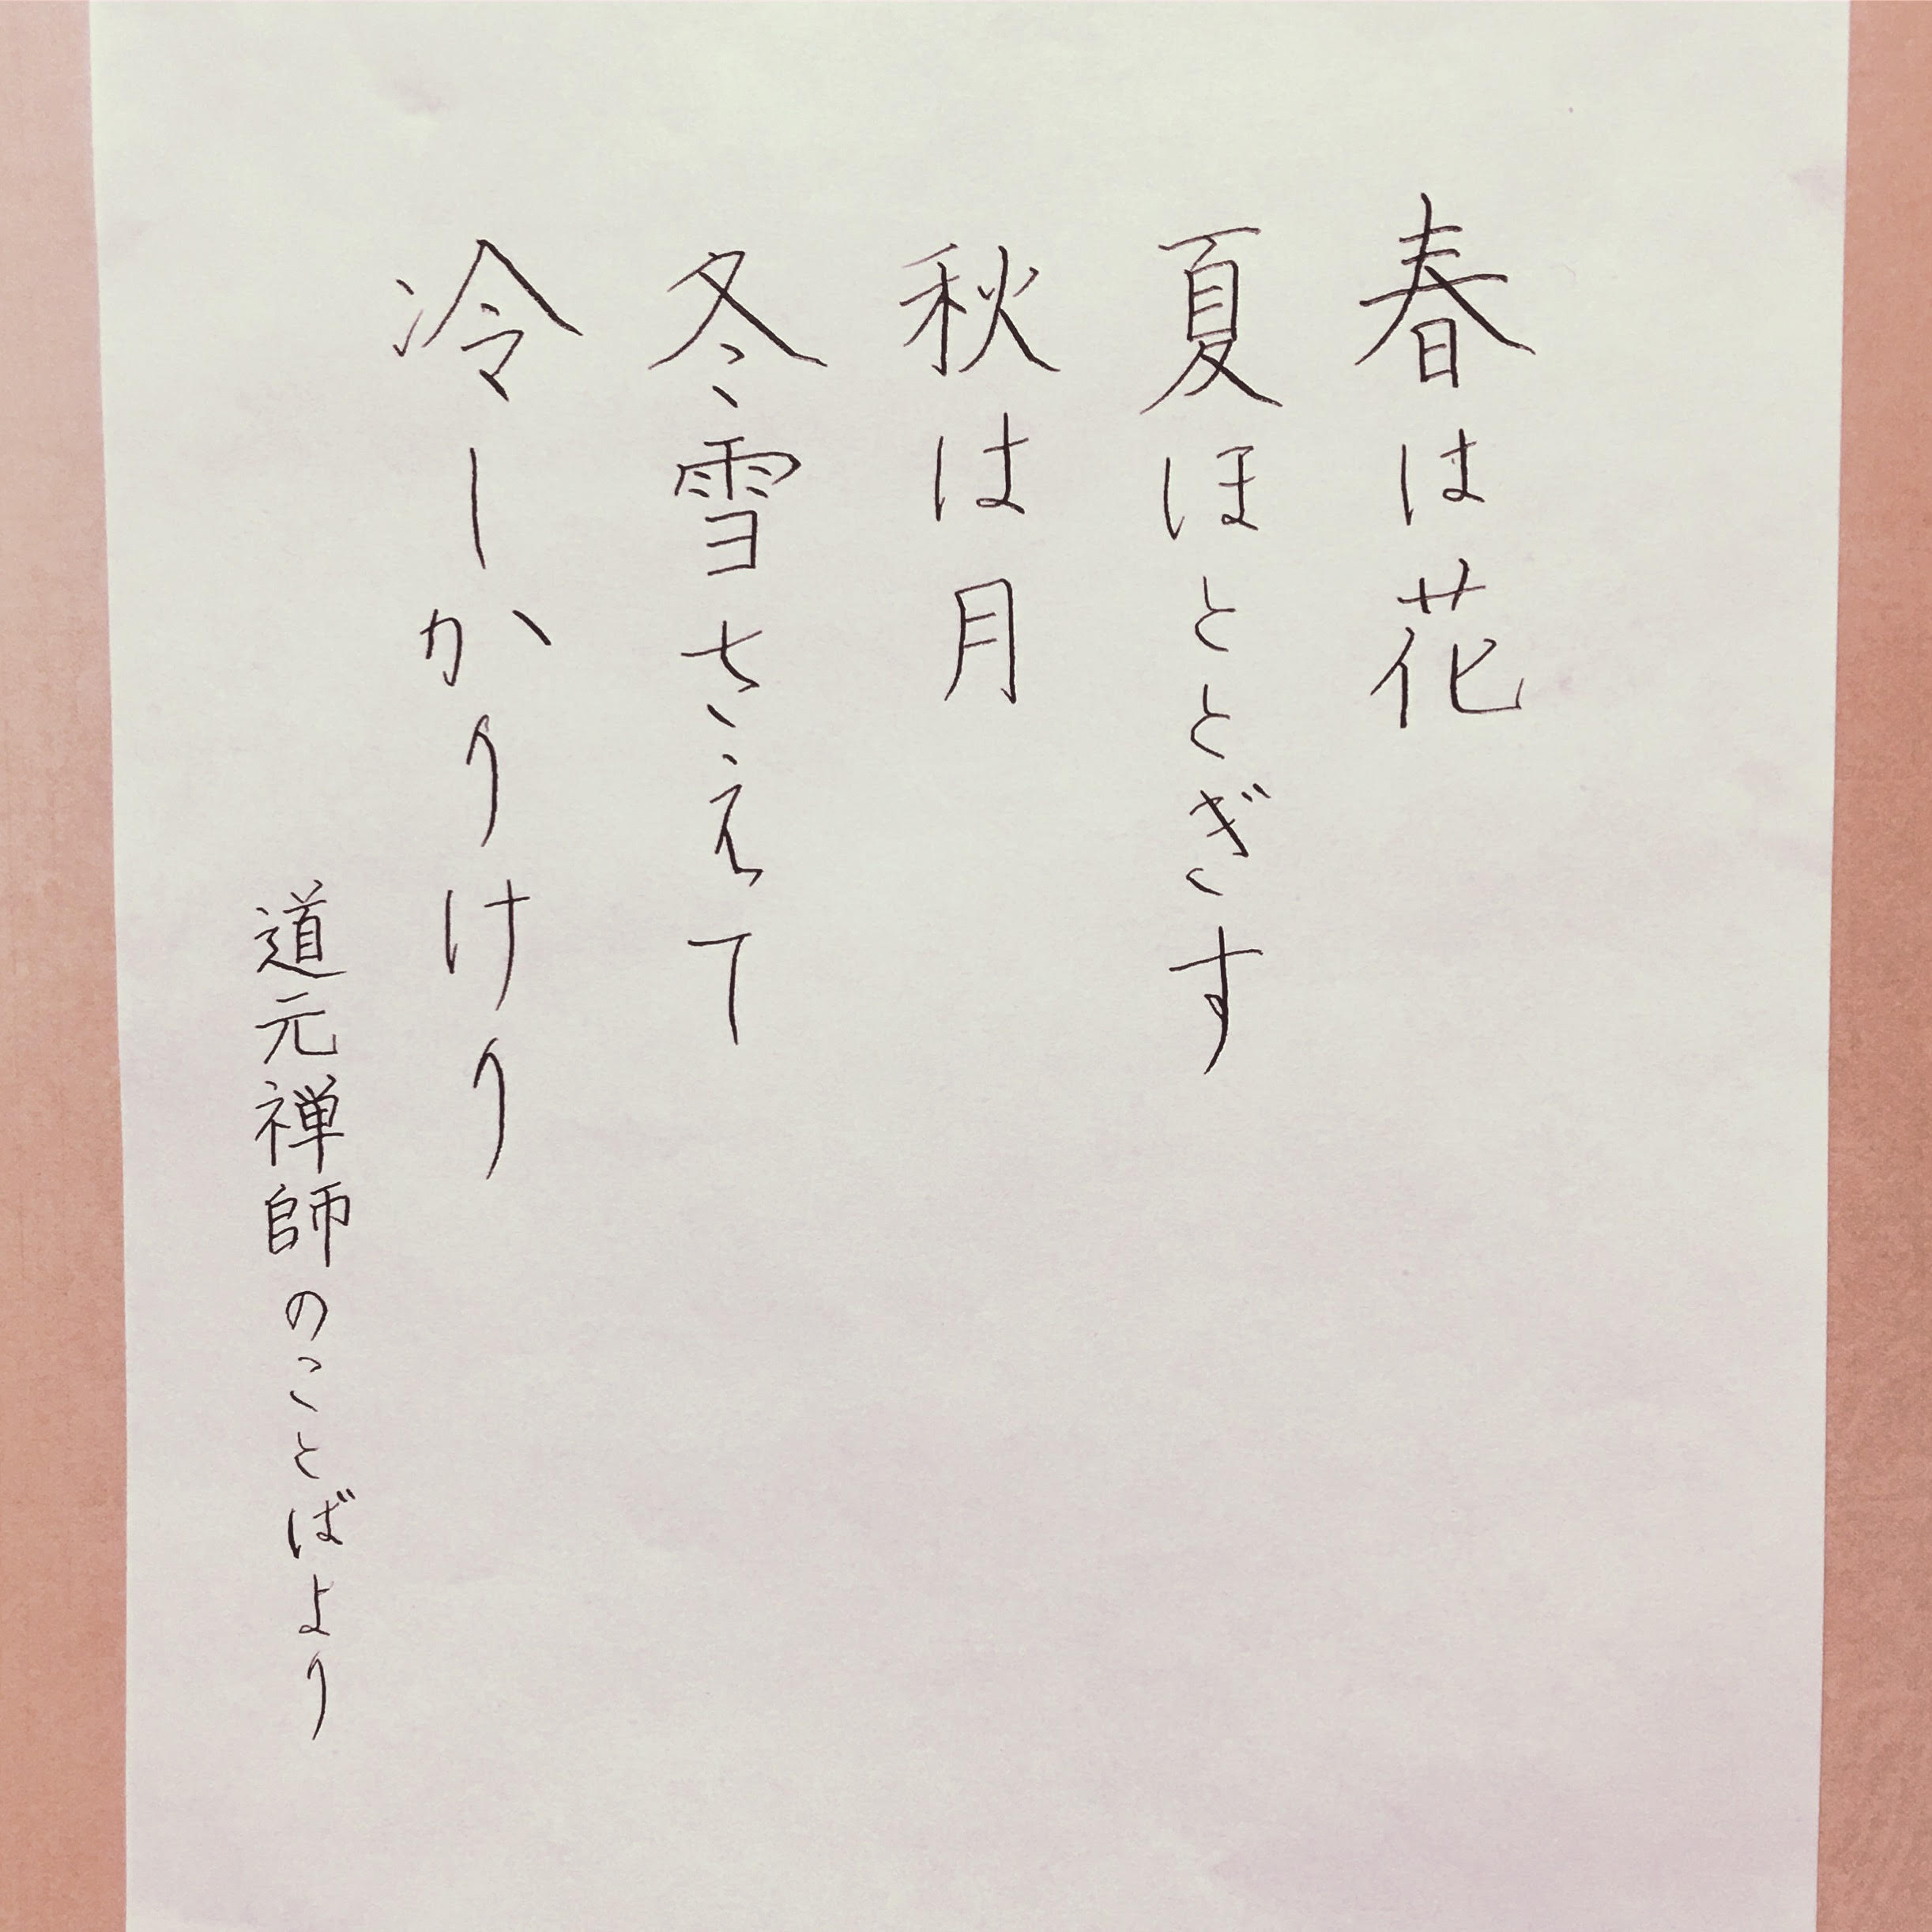 春は花
夏ほととぎす
秋は月
冬雪さえて
冷しかりけり
道元禅師のことばより